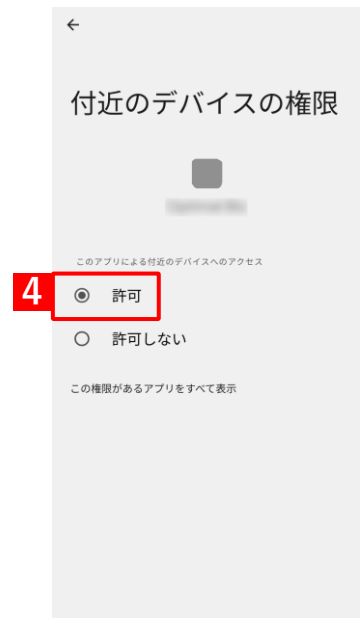 ←
付近のデバイスの権限
このアプリによる付近のデバイスへのアクセス
4
許可
許可しない
この権限があるアプリをすべて表示